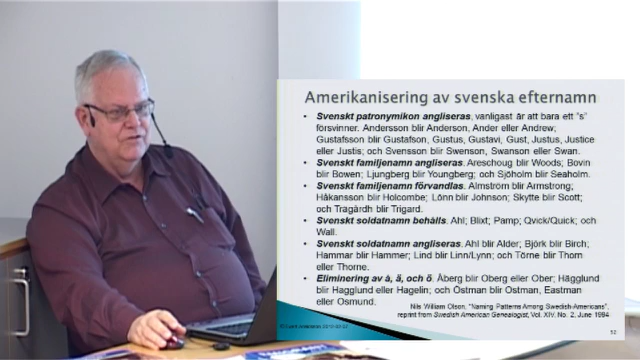 Amerikanisering av svenska efternamn
• Svenskt patronymikon angliseras, vanligast är att bara ett "s"
försvinner. Andersson blir Anderson, Ander eller Andrew;
Gustafsson blir Gustafson, Gustus, Gustavi, Gust, Justus, Justice
eller Justis; och Svensson blir Swenson, Swanson eller Swan.
• Svenskt familjenamn angliseras. Areschoug blir Woods; Bovin
blir Bowen; Ljungberg blir Youngberg; och Sjöholm blir Seaholm.
• Svenskt familjenamn förvandlas. Almström blir Armstrong;
Håkansson blir Holcombe; Lönn blir Johnson; Skytte blir Scott;
och Tragårdh blir Trigard.
• Svenskt soldatnamn behålls. Ahl; Blixt; Pamp; Qvick/Quick; och
Wall.
• Svenskt soldatnamn angliseras. Ahl blir Alder; Björk blir Birch;
Hammar blir Hammer; Lind blir Linn/Lynn; och Törne blir Thorn
eller Thorne.
• Eliminering av å, ä, och ö. Åberg blir Oberg eller Ober; Hägglund
blir Hagglund eller Hagelin; och Östman blir Ostman, Eastman
eller Osmund.
Nils William Olson, "Naming Patterns Among Swedish-Americans",
reprint from Swedish American Genealogist, Vol. XIV, No. 2, June 1994
52